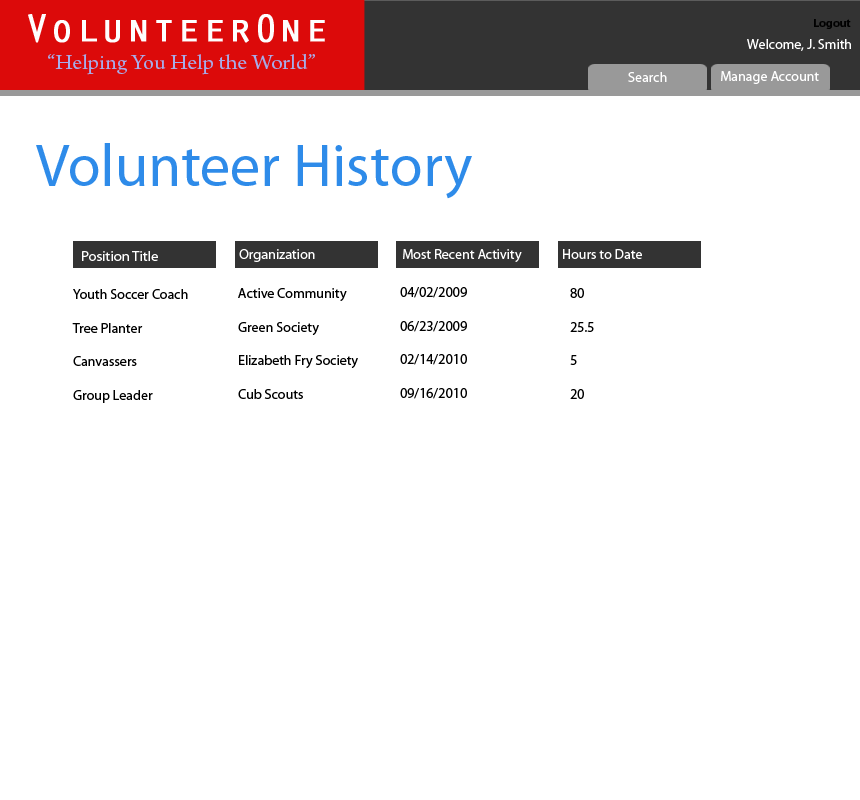 VOLUNTEERONE
“Helping You Help the World”
Logout
Welcome, J. Smith
Search Manage Account
Volunteer History
Position Title Organization Most Recent Activity Hours to Date
Youth Soccer Coach Active Community 04/02/2009 80
Tree Planter Green Society 06/23/2009 25.5
Canvassers Elizabeth Fry Society 02/14/2010 5
Group Leader Cub Scouts 09/16/2010 20